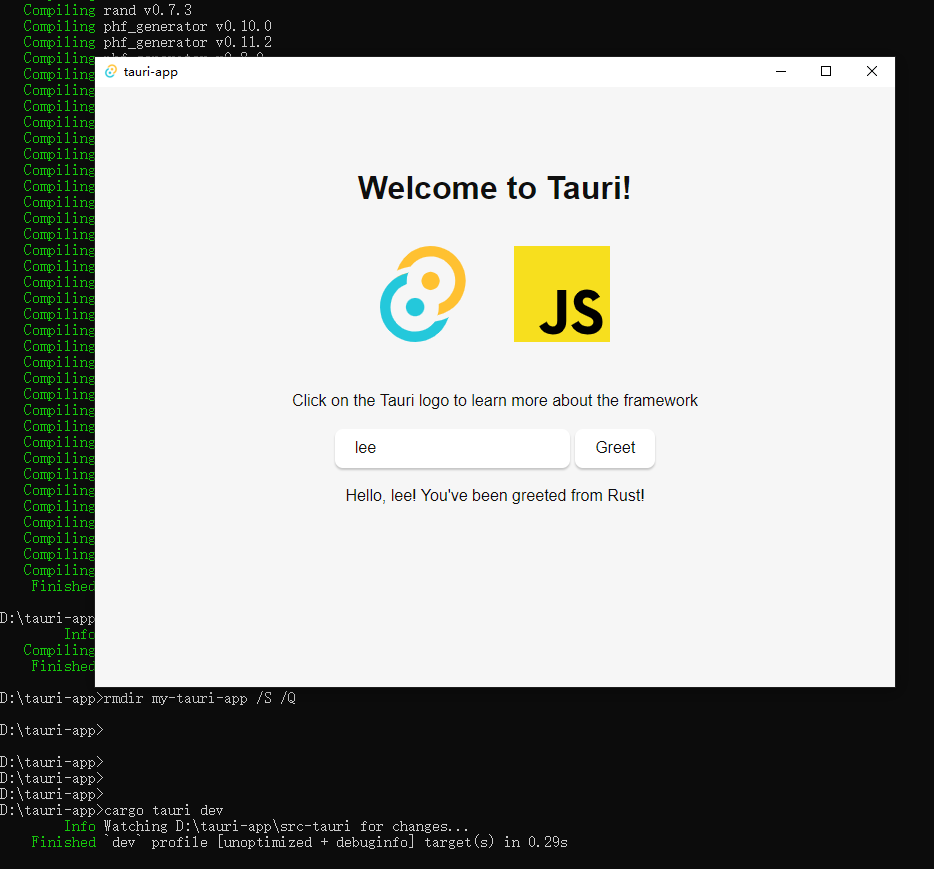 Compiling rand v0.7.3
Compiling phf_generator v0.10.0
Compiling phf_generator v0.11.2
Compiling
tauri-app
Compiling
Compiling
Compiling
Compiling
Compiling
Compiling
Compiling
Welcome to Tauri!
Compiling
Compiling
Compiling
Compiling
Compiling
Compiling
Compiling
Compiling
JS
Compiling
Compiling
Compiling
Compiling
Compiling
Click on the Tauri logo to learn more about the framework
Compiling
Compiling
Compiling
lee
Greet
Compiling
Compiling
Compiling
Hello, lee! You've been greeted from Rust!
Compiling
Compiling
Compiling
Compiling
Compiling
Finished
D:\tauri-app
Info
Compiling
Finished
D:\tauri-app>rmdir my-tauri-app /S /Q
D:\tauri-app>
D:\tauri-app>
D:\tauri-app>
D:\tauri-app>
D:\tauri-app>cargo tauri dev
Info Watching D:\tauri-app\src-tauri for changes...
Finished `dev` profile [unoptimized + debuginfo] target(s) in 0.29s